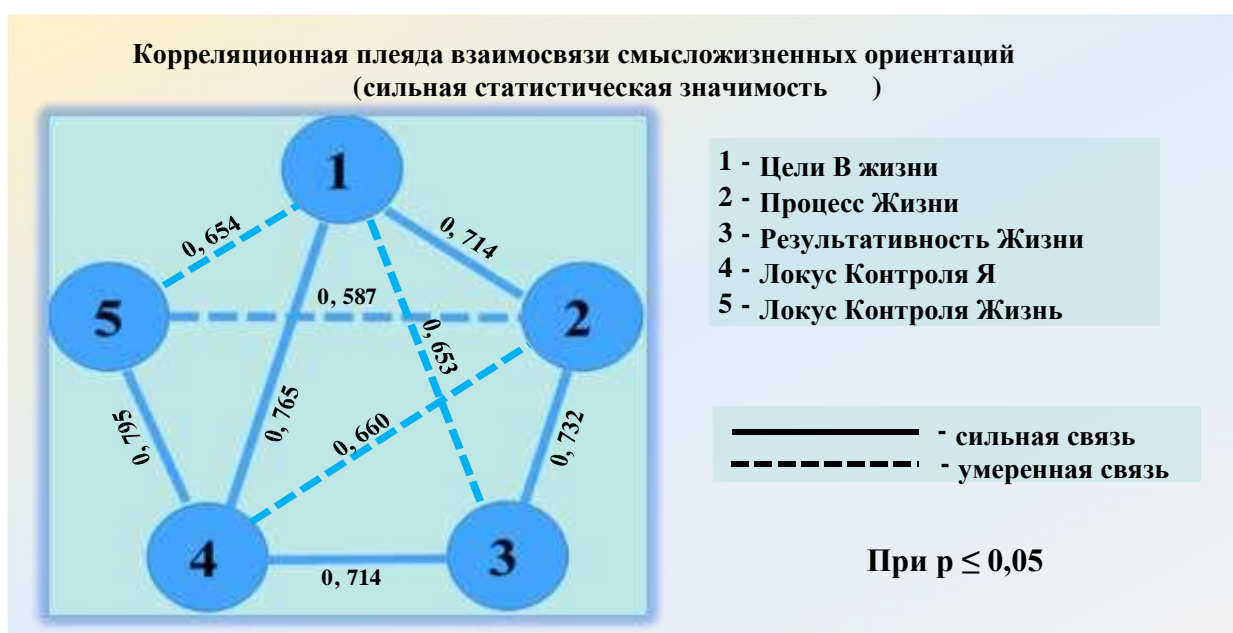 Корреляционная плеяда взаимосвязи смысложизненных ориентаций
(сильная статистическая значимость )
1
0, 654
0, 714
5
0, 587
2
0, 653
0, 795
0, 765
0, 660
0, 732
4
0, 714
3
1 - Цели В жизни
2 - Процесс Жизни
3 - Результативность Жизни
4 - Локус Контроля Я
5 - Локус Контроля Жизнь
- сильная связь
- умеренная связь
При р ≤ 0,05